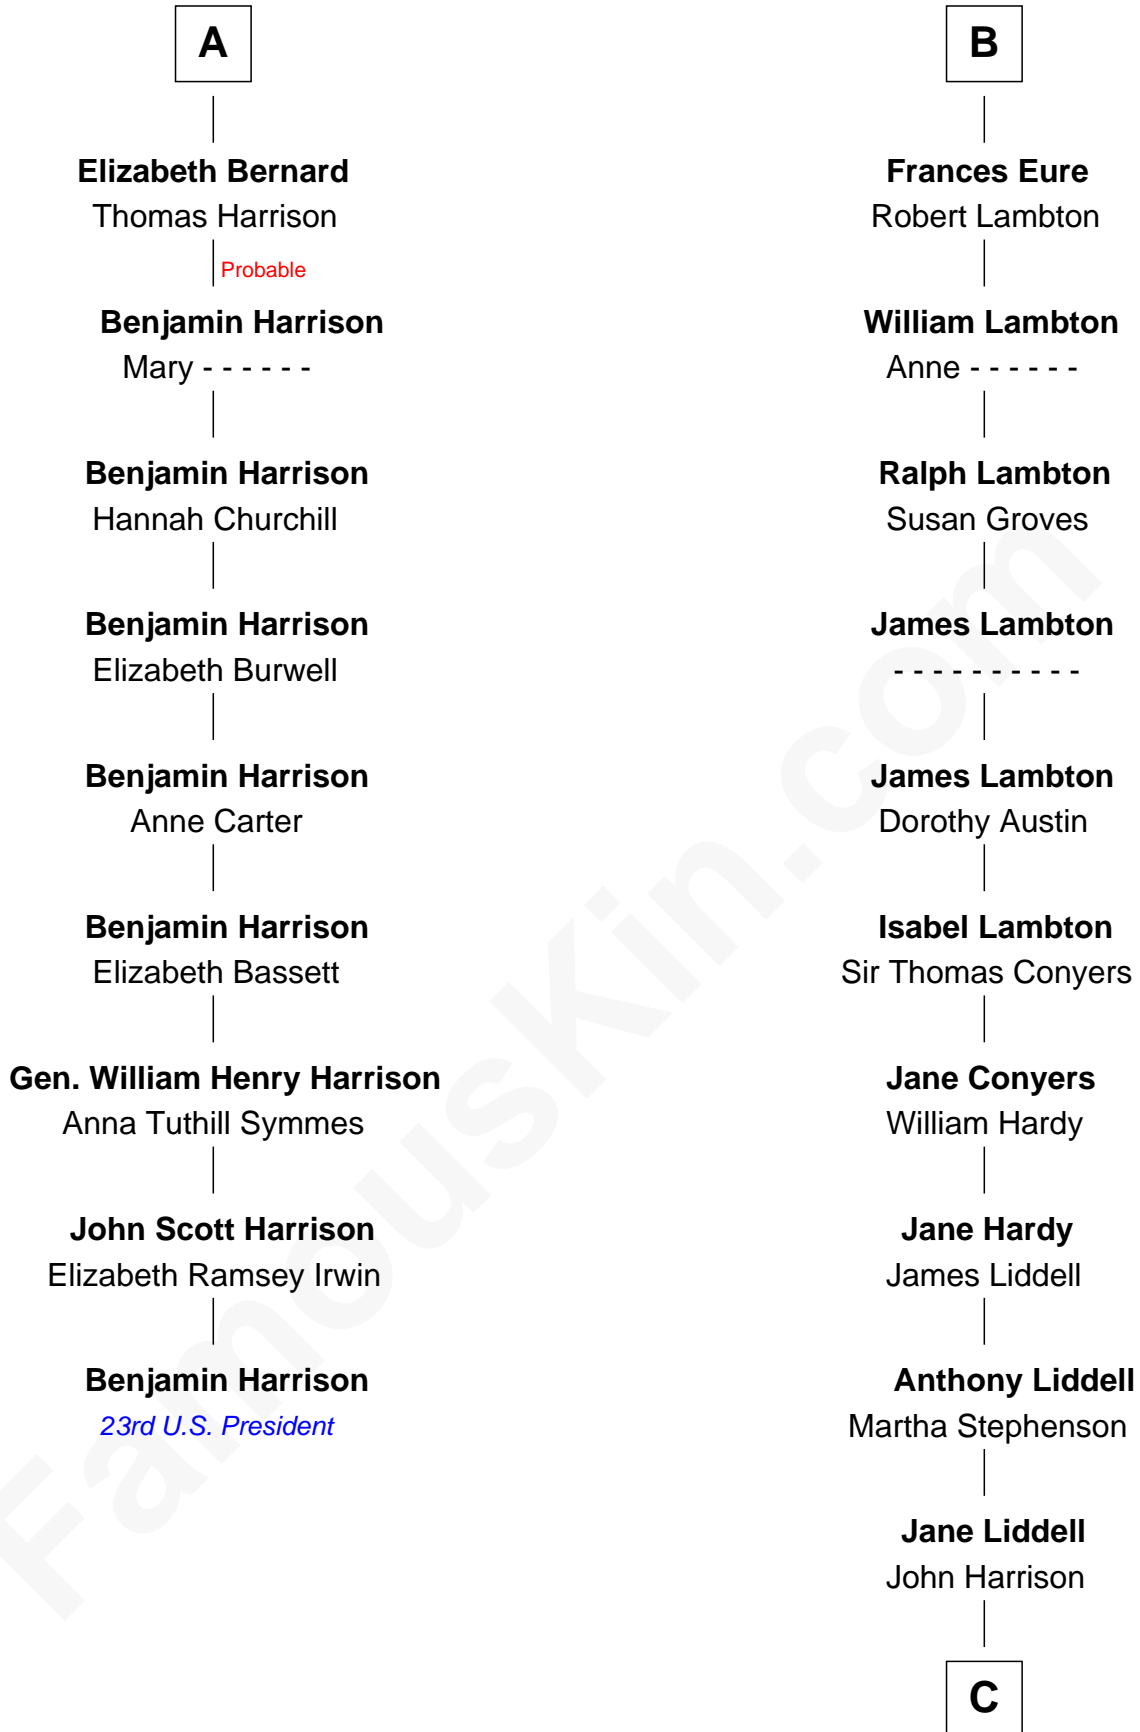 A
Elizabeth Bernard
Thomas Harrison
Probable
Benjamin Harrison
Mary - - - - - -
Benjamin Harrison
Hannah Churchill
Benjamin Harrison
Elizabeth Burwell
Benjamin Harrison
Anne Carter
Benjamin Harrison
Elizabeth Bassett
Gen. William Henry Harrison
Anna Tuthill Symmes
John Scott Harrison
Elizabeth Ramsey Irwin
Benjamin Harrison
23rd U.S. President
B
Frances Eure
Robert Lambton
William Lambton
Anne - - - - - -
Ralph Lambton
Susan Groves
James Lambton
- - - - - - - - - -
James Lambton
Dorothy Austin
Isabel Lambton
Sir Thomas Conyers
Jane Conyers
William Hardy
Jane Hardy
James Liddell
Anthony Liddell
Martha Stephenson
Jane Liddell
John Harrison
C
FamousKin.com